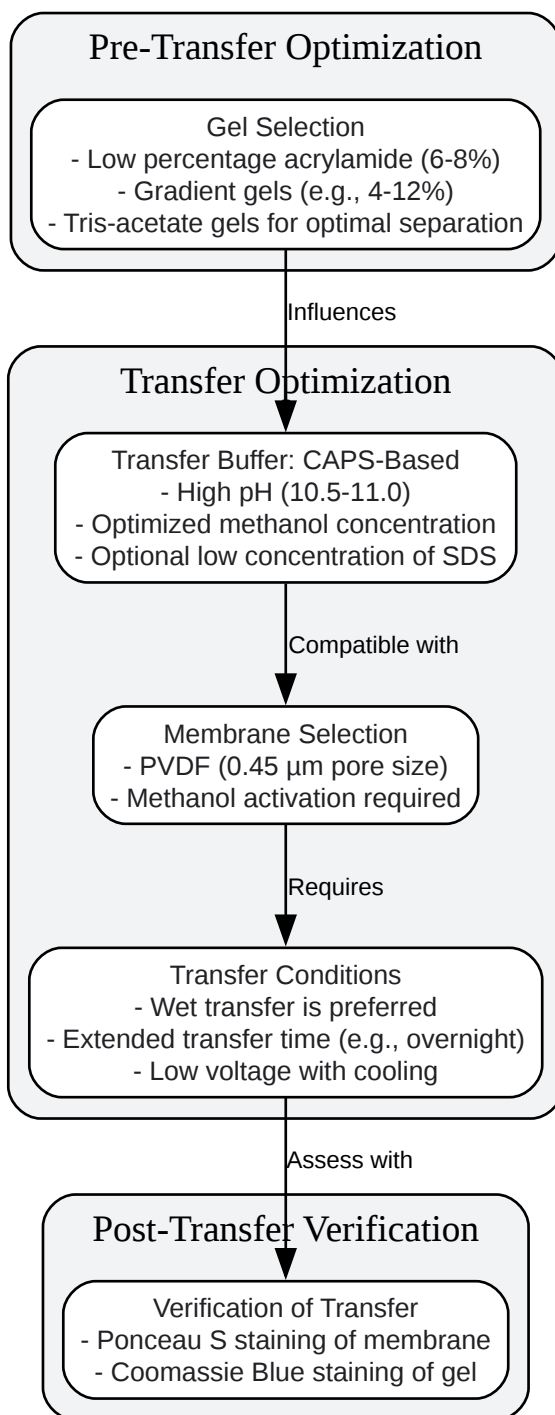 Pre-Transfer Optimization
Gel Selection
- Low percentage acrylamide (6-8%)
- Gradient gels (e.g., 4-12%)
- Tris-acetate gels for optimal separation
Influences
Transfer Optimization
Transfer Buffer: CAPS-Based
- High pH (10.5-11.0)
- Optimized methanol concentration
- Optional low concentration of SDS
Compatible with
Membrane Selection
- PVDF (0.45 µm pore size)
- Methanol activation required
Requires
Transfer Conditions
- Wet transfer is preferred
- Extended transfer time (e.g., overnight)
- Low voltage with cooling
Assess with
Post-Transfer Verification
Verification of Transfer
- Ponceau S staining of membrane
- Coomassie Blue staining of gel